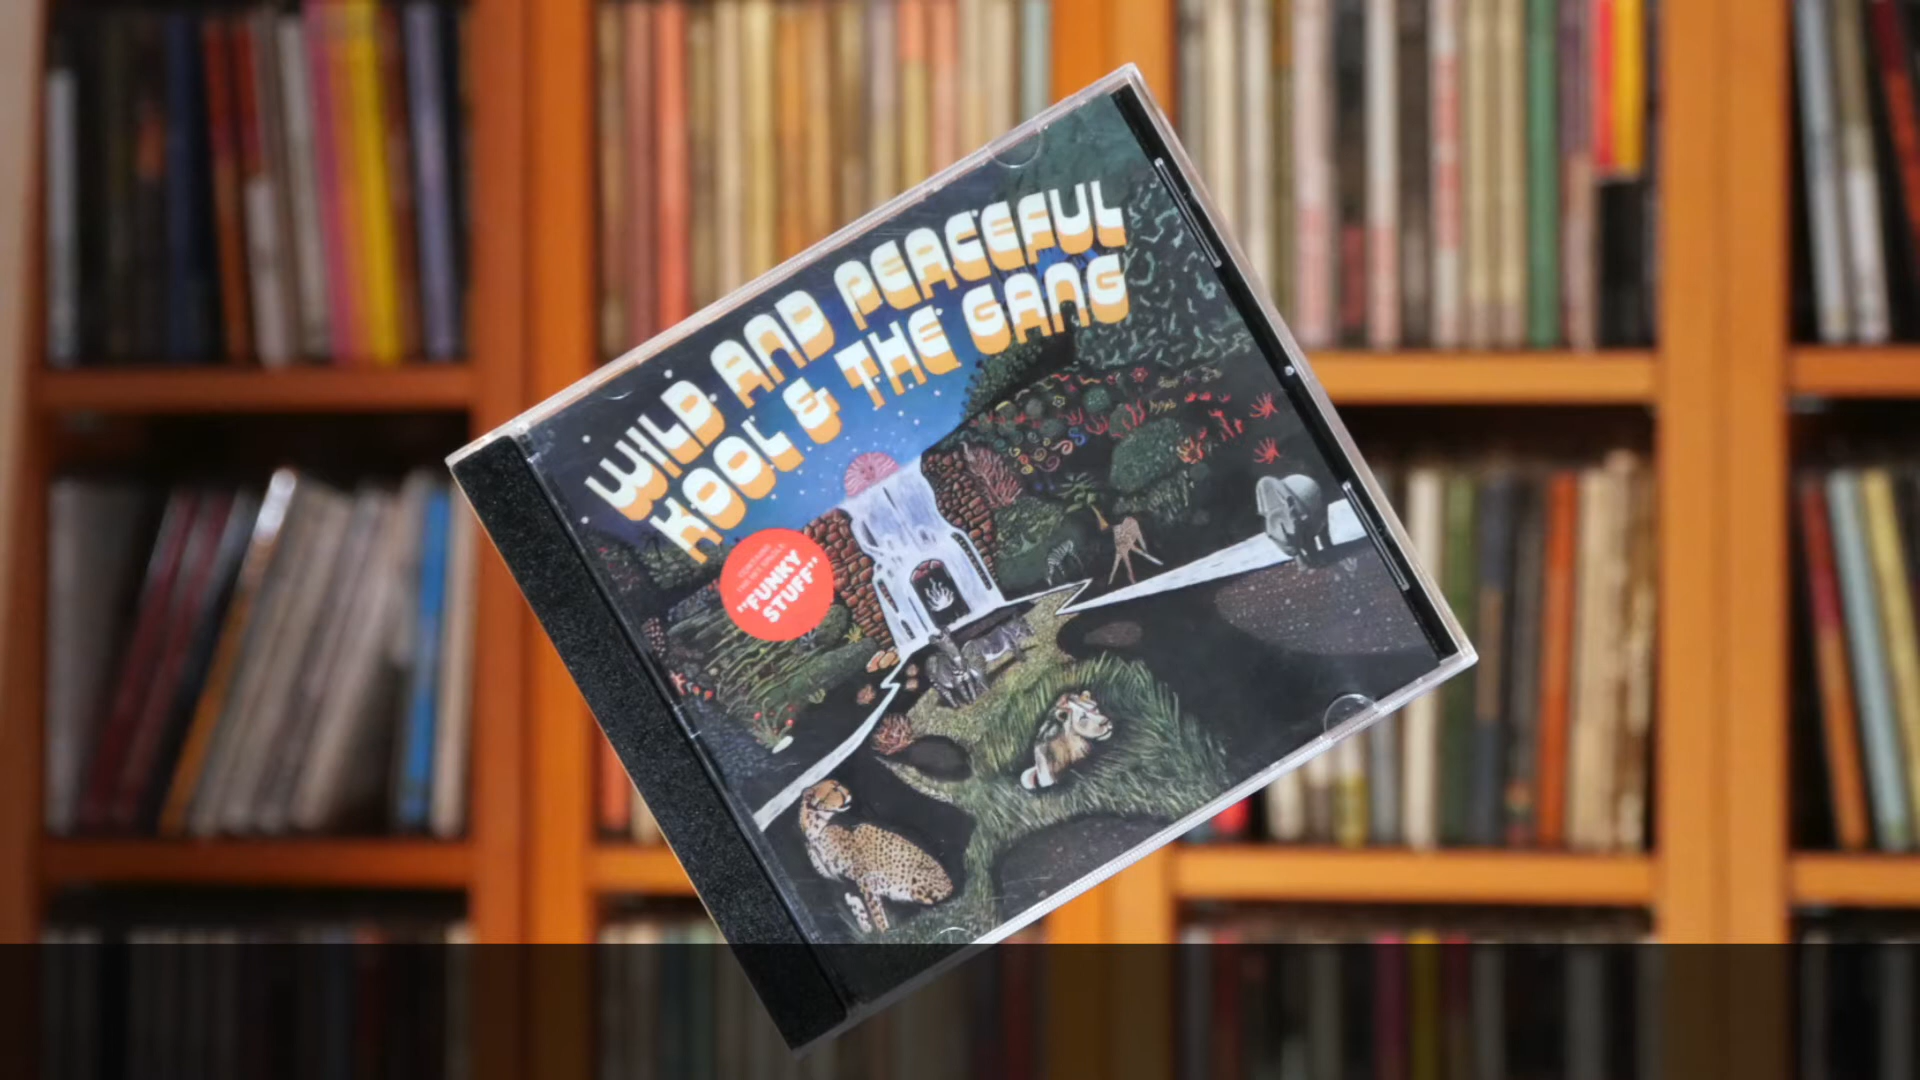 WILD AND PEACEFUL
KOOL & THE GANG
"FUNKY
STUFF"